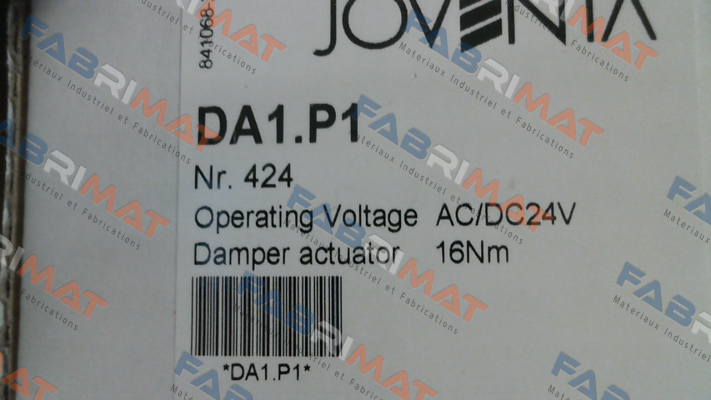 JOVENTA
841068-
DA1.P1
Nr. 424
Operating Voltage AC/DC24V
Damper actuator 16Nm
*DA1.P1*
FABRIMAT
Materiaux Industriel et Fabrications